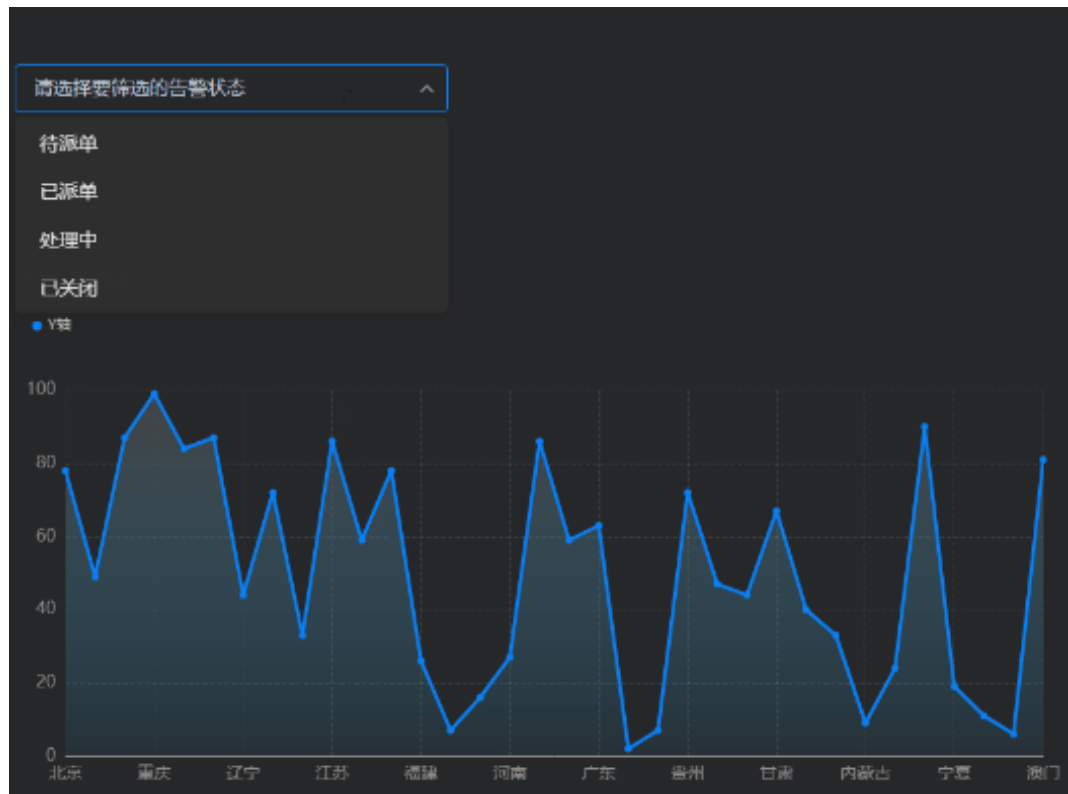 请选择要筛选的告警状态
待派单
已派单
处理中
已关闭
Y轴
100
80
60
40
20
0
北京 重庆 辽宁 江苏 福建 河南 广东 贵州 甘肃 内蒙古 宁夏 澳门